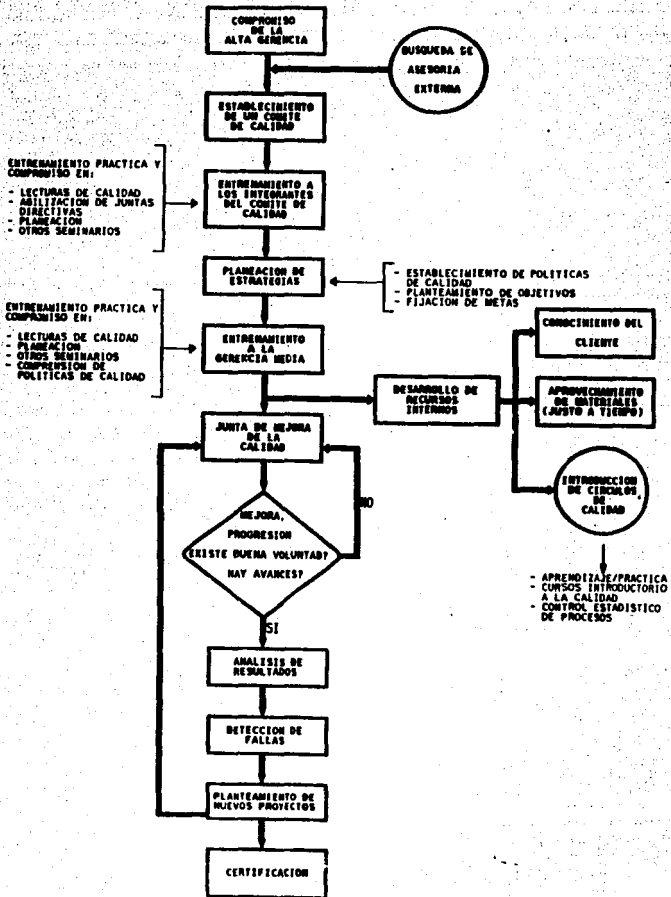 COMPROMISO
DE LA
ALTA GERENCIA
BUSQUEDA DE
ASESORIA
EXTERNA
ESTABLECIMIENTO
DE UN COMITE
DE CALIDAD
ENTRENAMIENTO PRACTICA Y
COMPROMISO EN:
- LECTURAS DE CALIDAD
- AGILIZACION DE JUNTAS
DIRECTIVAS
- PLANEACION
- OTROS SEMINARIOS
ENTRENAMIENTO A
LOS INTEGRANTES
DEL COMITE DE
CALIDAD
PLANEACION DE
ESTRATEGIAS
- ESTABLECIMIENTO DE POLITICAS
DE CALIDAD
- PLANTEAMIENTO DE OBJETIVOS
- FIJACION DE METAS
ENTRENAMIENTO PRACTICA Y
COMPROMISO EN:
- LECTURAS DE CALIDAD
- PLANEACION
- OTROS SEMINARIOS
- COMPRENSION DE
POLITICAS DE CALIDAD
ENTRENAMIENTO
A LA
GERENCIA MEDIA
DESARROLLO DE
RECURSOS
INTERNOS
CONOCIMIENTO DEL
CLIENTE
APROVECHAMIENTO
DE MATERIALES
(JUSTO A TIEMPO)
INTRODUCCION
DE CIRCULOS
DE
CALIDAD
- APRENDIZAJE/PRACTICA
- CURSOS INTRODUCTORIO
A LA CALIDAD
- CONTROL ESTADISTICO
DE PROCESOS
JUNTA DE MEJORA
DE LA
CALIDAD
MEJORA,
PROGRESION
EXISTE BUENA VOLUNTAD?
HAY AVANCES?
NO
SI
ANALISIS DE
RESULTADOS
DETECCION DE
FALLAS
PLANTEAMIENTO DE
NUEVOS PROYECTOS
CERTIFICACION